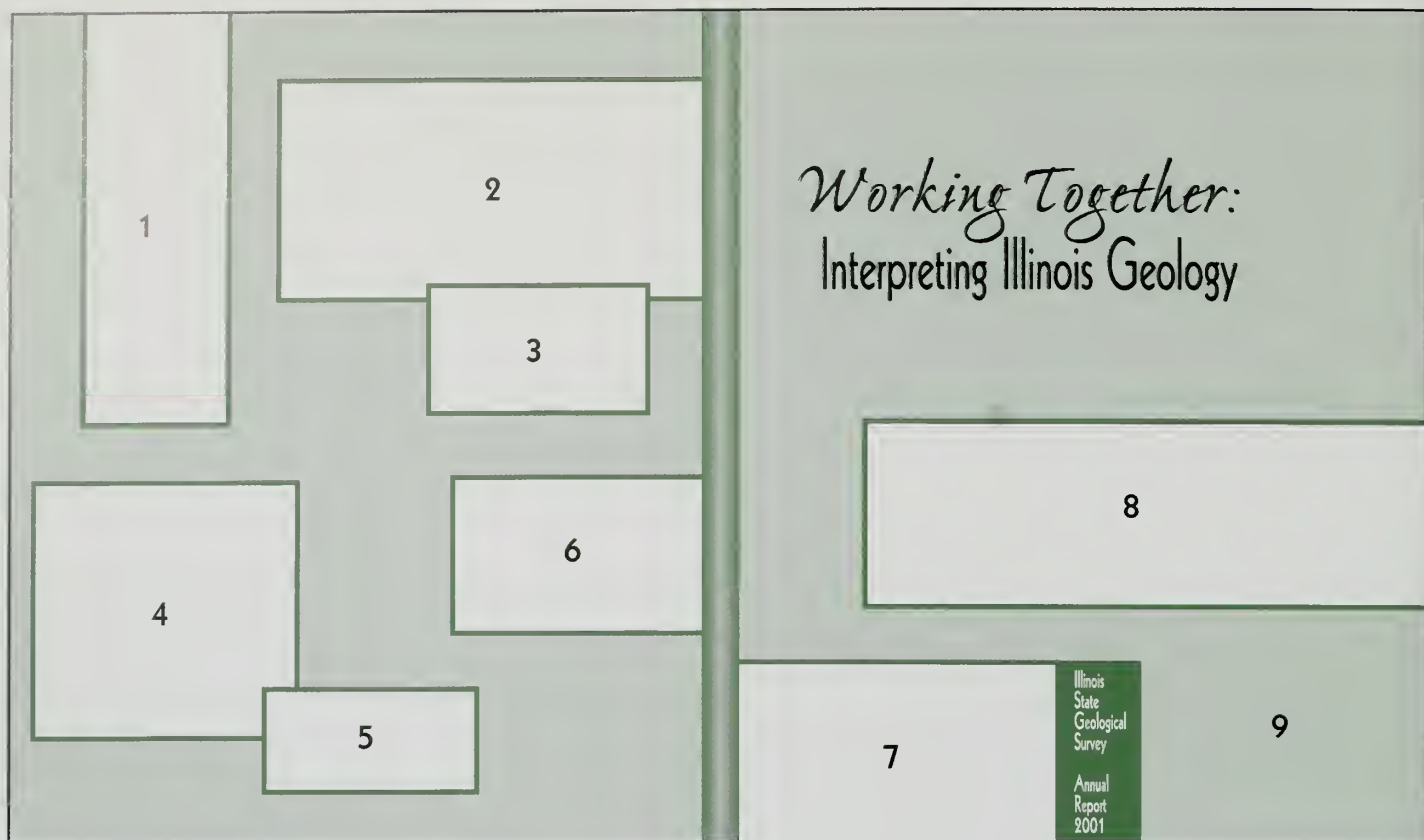 1
2
3
4
5
6
Working Together:
Interpreting Illinois Geology
8
7
Illinois
State
Geological
Survey
Annual
Report
2001
9